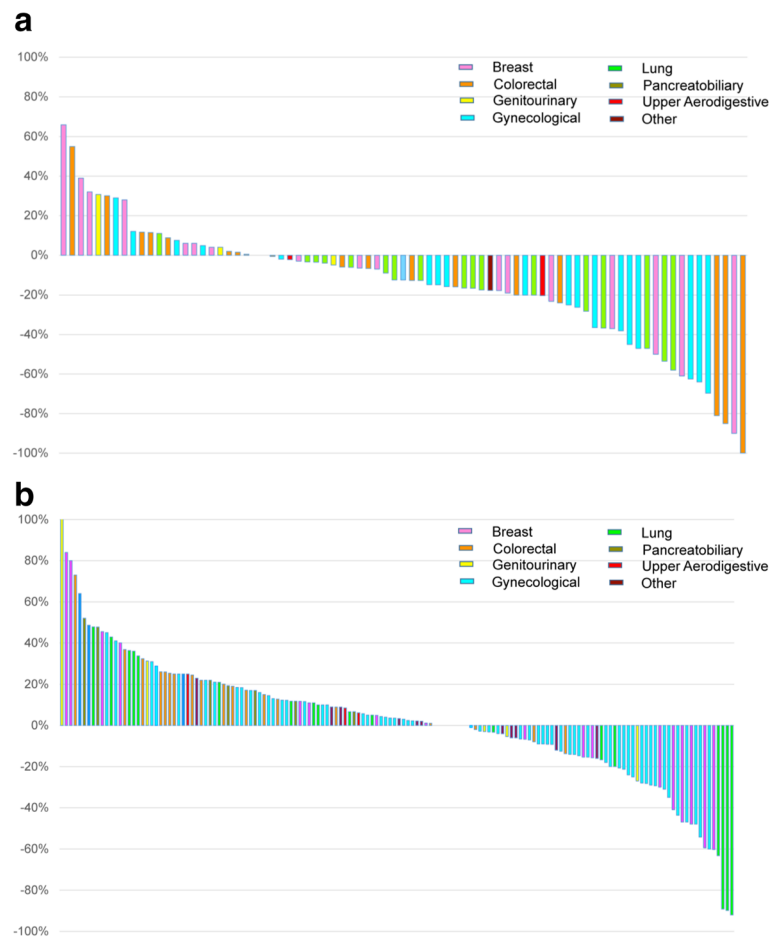 a
100%
80%
60%
40%
20%
0%
-20%
-40%
-60%
-80%
-100%
Breast
Colorectal
Genitourinary
Gynecological
Lung
Pancreatobiliary
Upper Aerodigestive
Other
b
100%
80%
60%
40%
20%
0%
-20%
-40%
-60%
-80%
-100%
Breast
Colorectal
Genitourinary
Gynecological
Lung
Pancreatobiliary
Upper Aerodigestive
Other